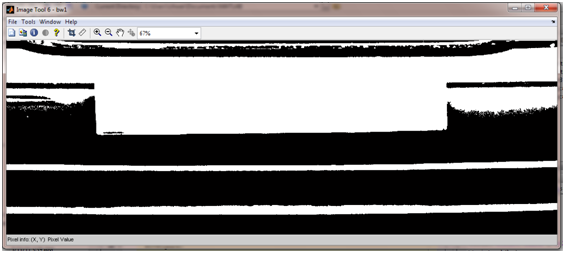 Image Tool 6 - bw1
File Tools Window Help
67%
Pixel info: (X, Y) Pixel Value